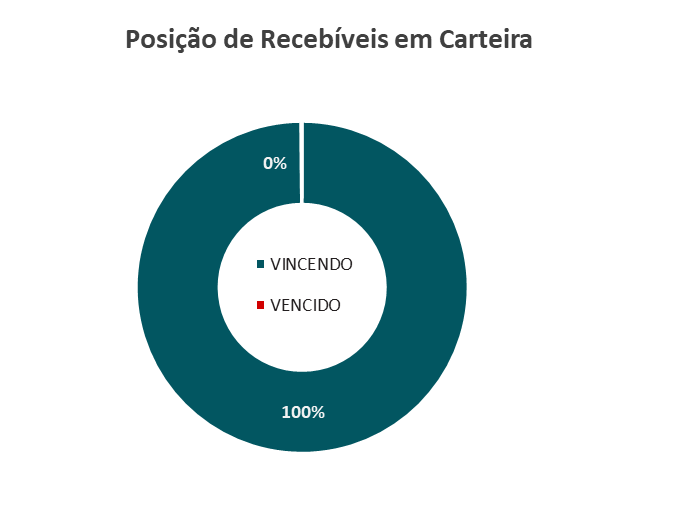 Posição de Recebíveis em Carteira
0%
VINCENDO
VENCIDO
100%